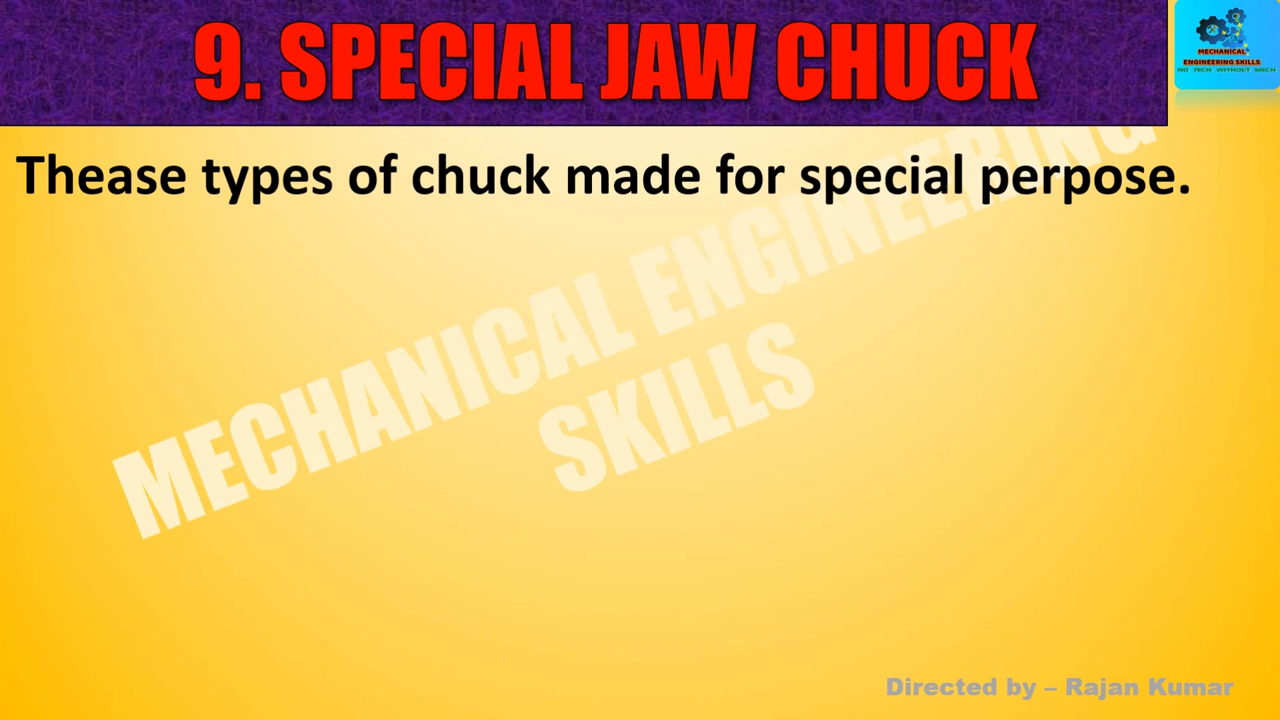 9. SPECIAL JAW CHUCK
MECHANICAL
ENGINEERING SKILLS
NO TECH WITHOUT MECH
Thease types of chuck made for special perpose.
MECHANICAL ENGINEERING
SKILLS
Directed by – Rajan Kumar